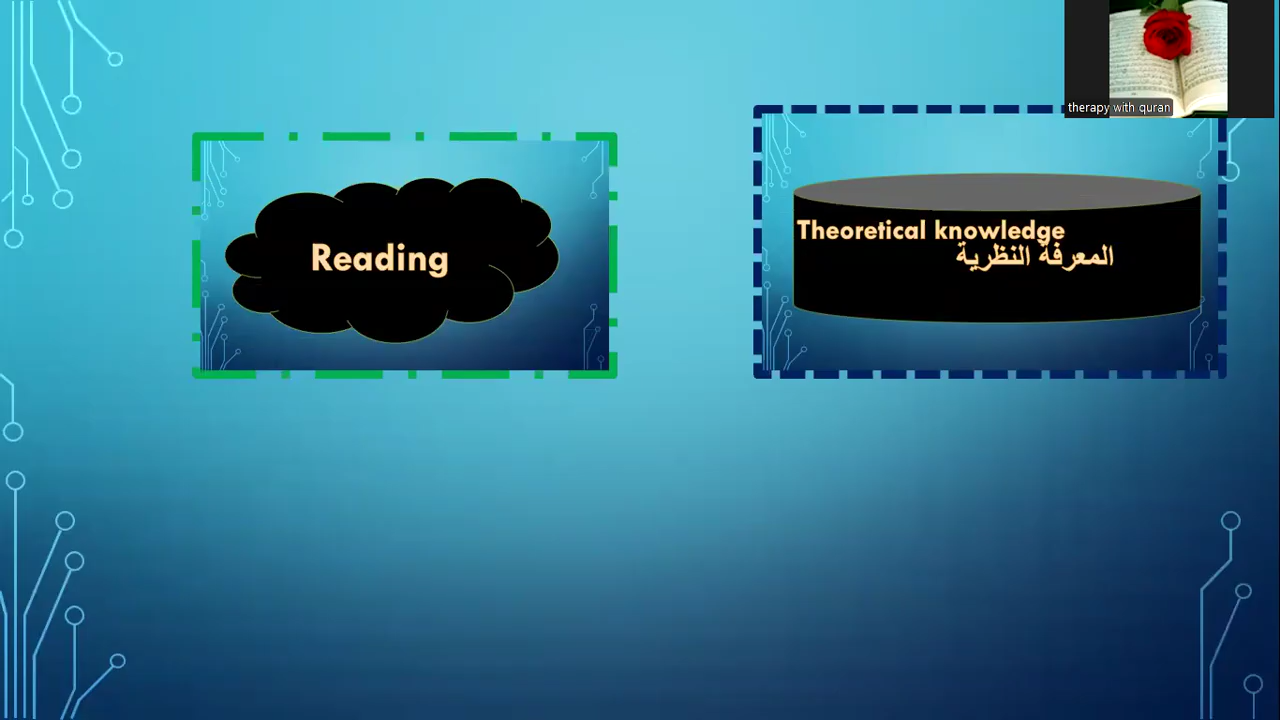 therapy with quran
Reading
Theoretical knowledge
المعرفة النظرية